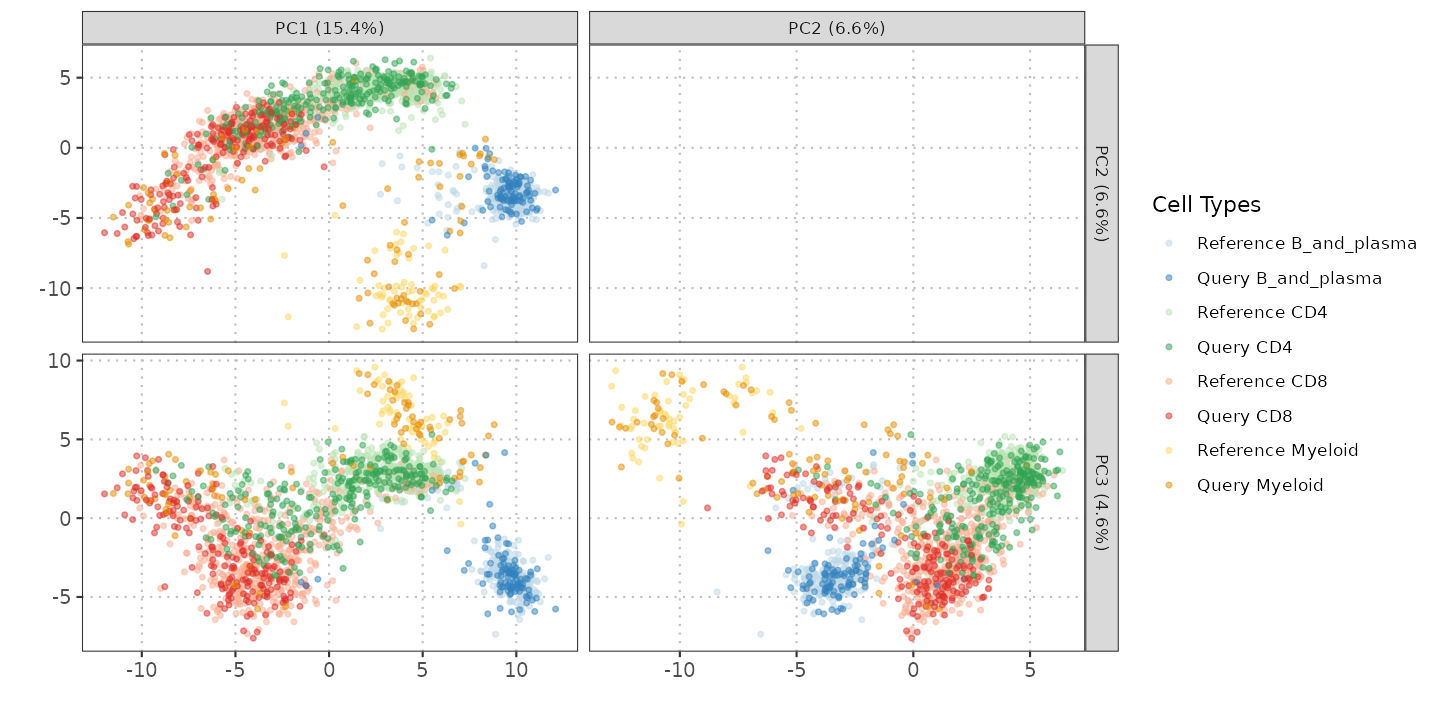 PC1 (15.4%)
PC2 (6.6%)
5
0
-5
-10
PC2 (6.6%)
10
5
0
-5
PC3 (4.6%)
-10
-5
0
5
10
-10
-5
0
5
Cell Types
Reference B_and_plasma
Query B_and_plasma
Reference CD4
Query CD4
Reference CD8
Query CD8
Reference Myeloid
Query Myeloid